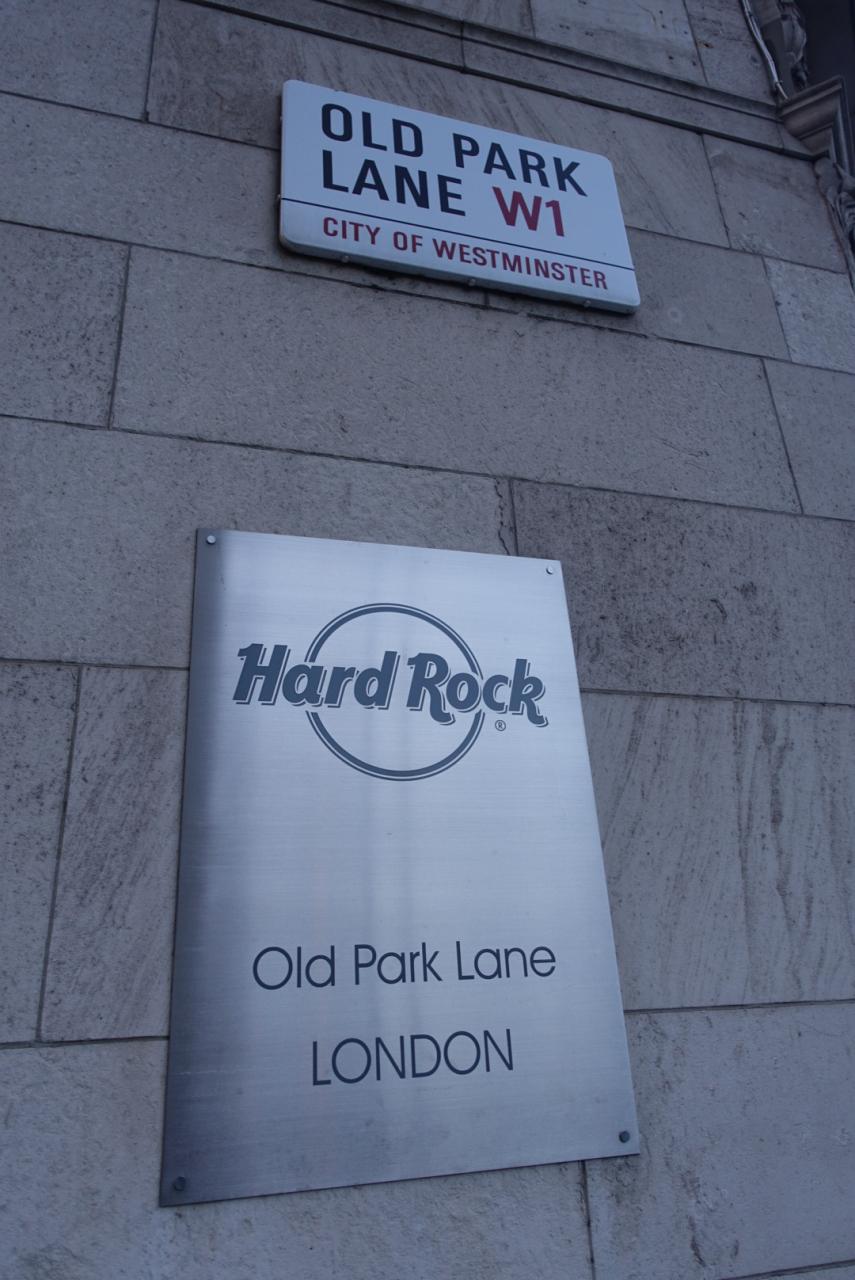 OLD PARK
LANE W1
CITY OF WESTMINSTER
Hard Rock
®
Old Park Lane
LONDON